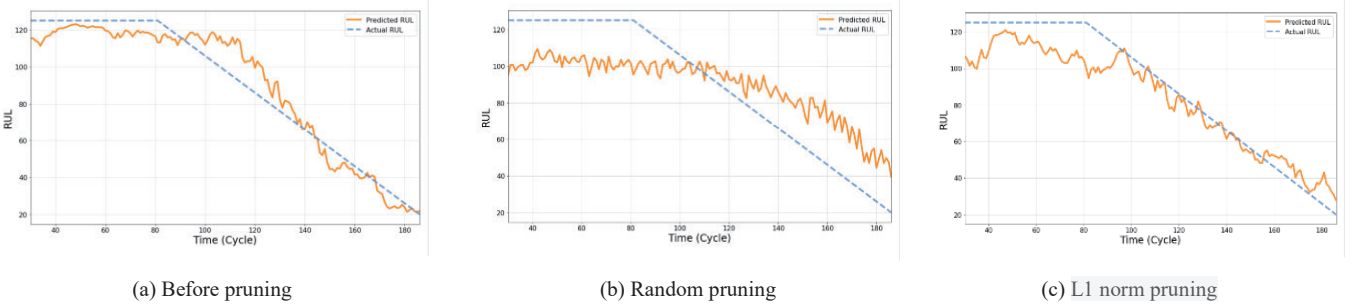 120
100
80
60
40
20
RUL
40
60
80
100
120
140
160
180
Time (Cycle)
Predicted RUL
Actual RUL
(a) Before pruning
120
100
80
60
40
20
RUL
40
60
80
100
120
140
160
180
Time (Cycle)
Predicted RUL
Actual RUL
(b) Random pruning
120
100
80
60
40
20
RUL
40
60
80
100
120
140
160
180
Time (Cycle)
Predicted RUL
Actual RUL
(c) L1 norm pruning